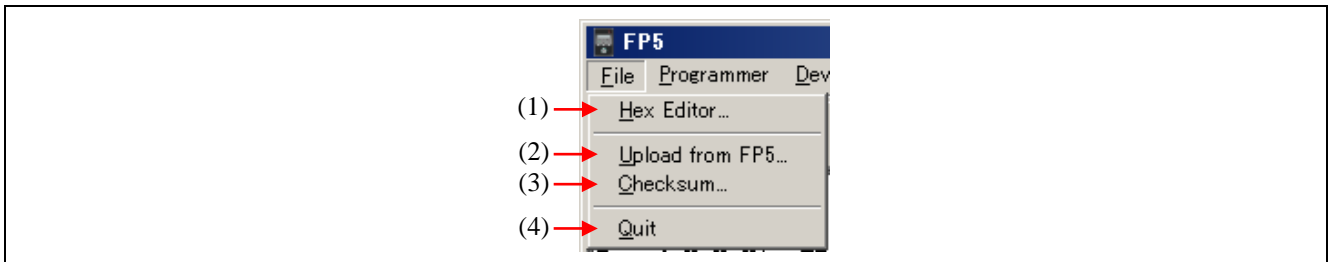 FP5
File Programmer Dev
(1) Hex Editor...
(2) Upload from FP5...
(3) Checksum...
(4) Quit